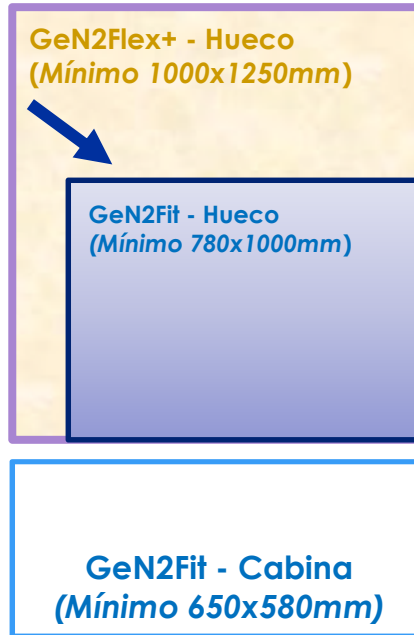 GeN2Flex+ - Hueco
(Mínimo 1000x1250mm)
GeN2Fit - Hueco
(Mínimo 780x1000mm)
GeN2Fit - Cabina
(Mínimo 650x580mm)